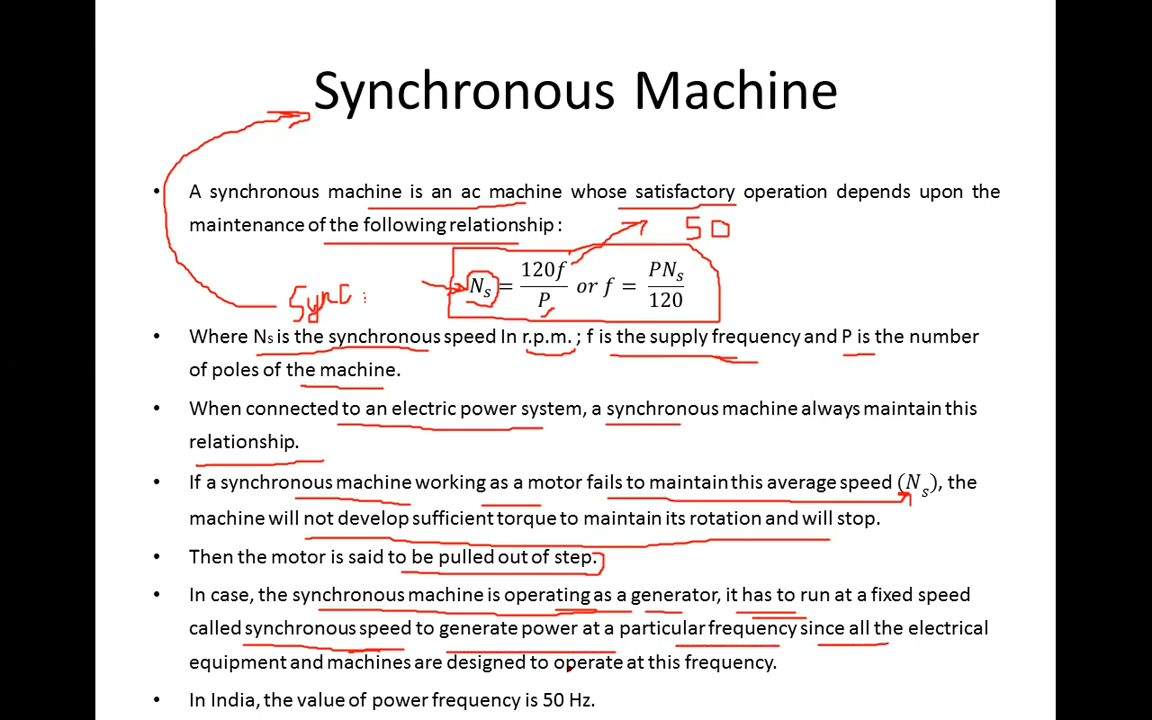 Synchronous Machine
• A synchronous machine is an ac machine whose satisfactory operation depends upon the
maintenance of the following relationship :
50
Sync :
N_s = 120f / P or f = PN_s / 120
• Where Ns is the synchronous speed In r.p.m. ; f is the supply frequency and P is the number
of poles of the machine.
• When connected to an electric power system, a synchronous machine always maintain this
relationship.
• If a synchronous machine working as a motor fails to maintain this average speed (N_s), the
machine will not develop sufficient torque to maintain its rotation and will stop.
• Then the motor is said to be pulled out of step.
• In case, the synchronous machine is operating as a generator, it has to run at a fixed speed
called synchronous speed to generate power at a particular frequency since all the electrical
equipment and machines are designed to operate at this frequency.
• In India, the value of power frequency is 50 Hz.